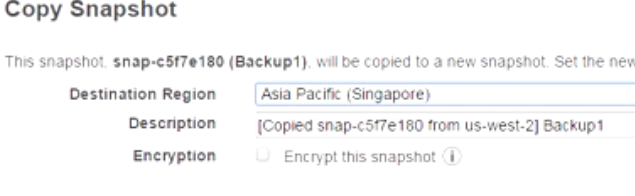 Copy Snapshot
This snapshot, snap-c5f7e180 (Backup1), will be copied to a new snapshot. Set the new
Destination Region Asia Pacific (Singapore)
Description [Copied snap-c5f7e180 from us-west-2] Backup1
Encryption Encrypt this snapshot i